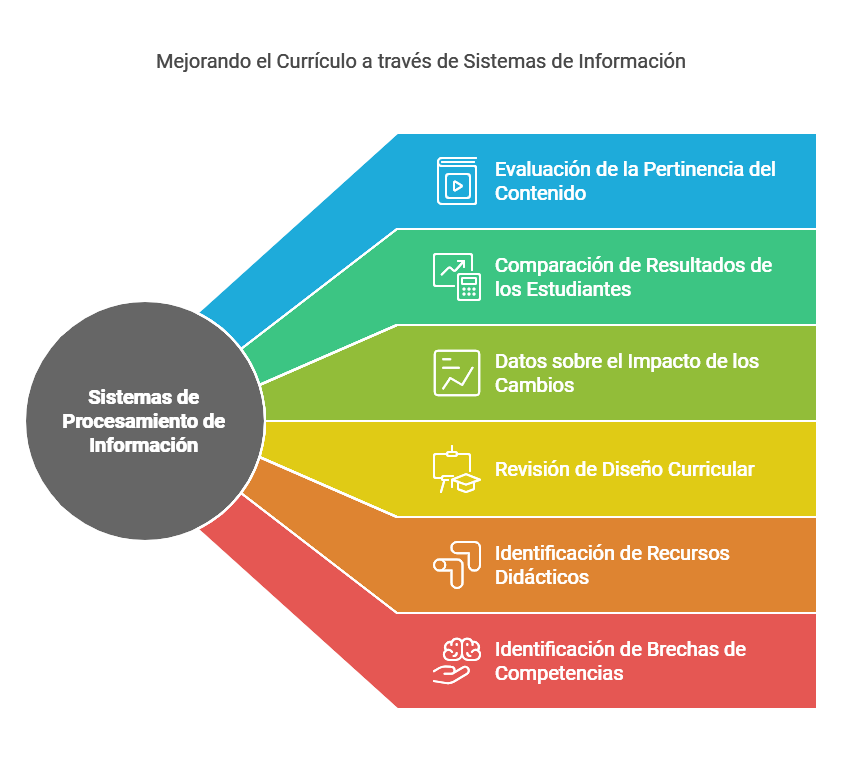 Mejorando el Currículo a través de Sistemas de Información
Evaluación de la Pertinencia del
Contenido
Comparación de Resultados de
los Estudiantes
Datos sobre el Impacto de los
Cambios
Sistemas de
Procesamiento de
Información
Revisión de Diseño Curricular
Identificación de Recursos
Didácticos
Identificación de Brechas de
Competencias